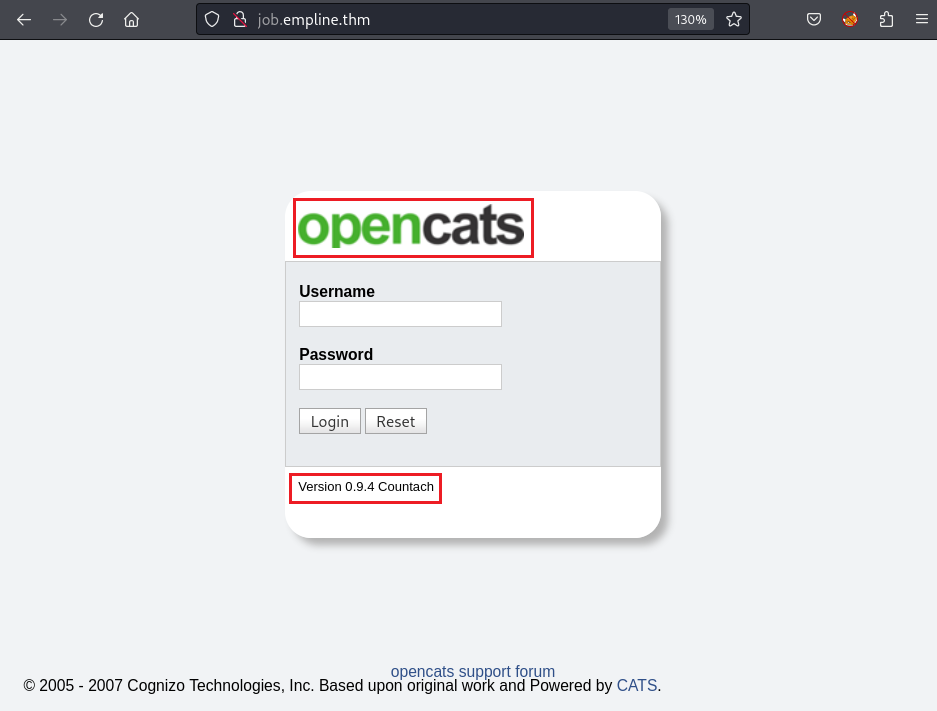 job.empline.thm
130%
opencats
Username
Password
Login Reset
Version 0.9.4 Countach
opencats support forum
© 2005 - 2007 Cognizo Technologies, Inc. Based upon original work and Powered by CATS.